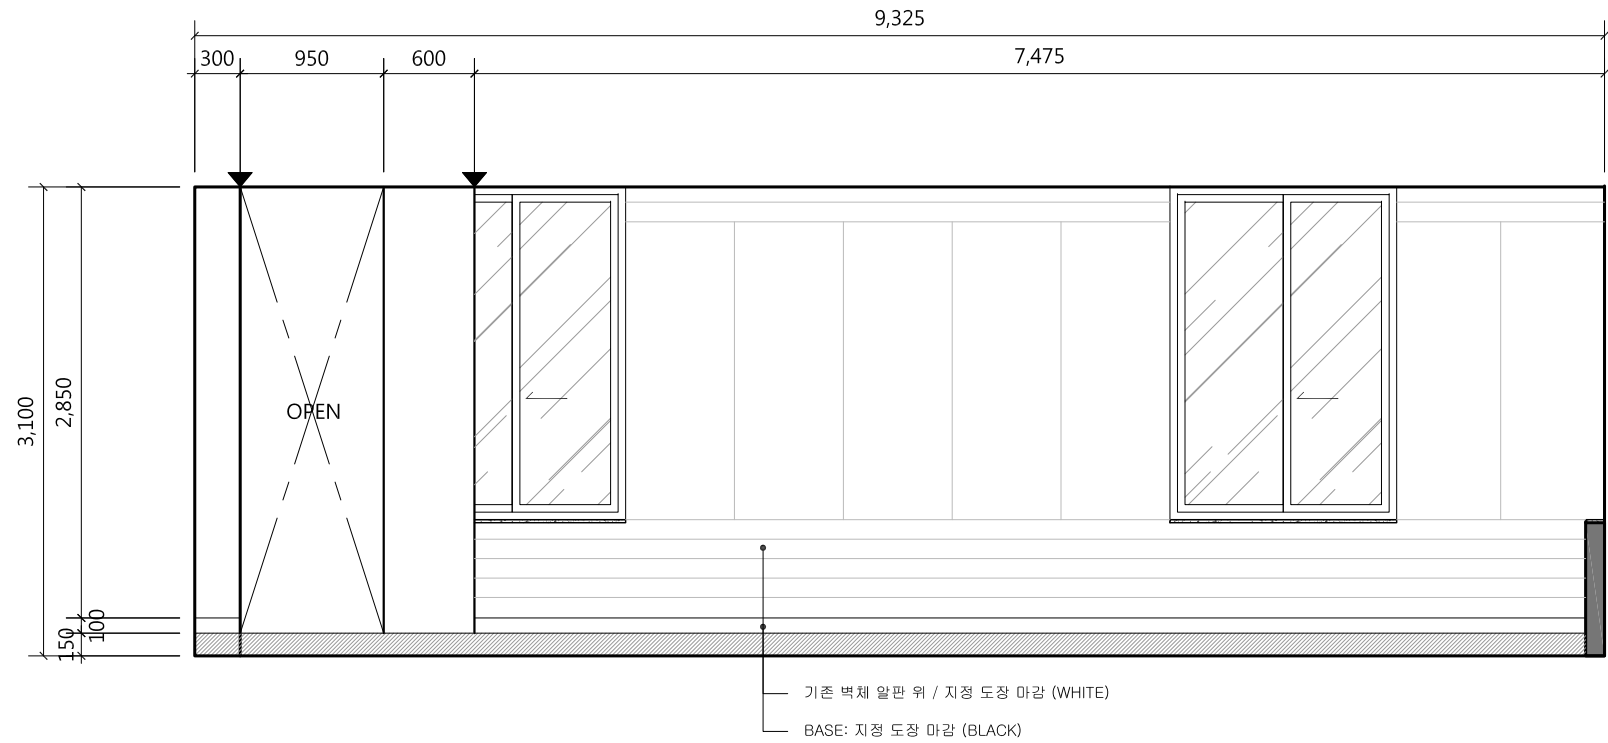 9,325
300 950 600 7,475
OPEN
3,100
2,850
100
150
기존 벽체 알판 위 / 지정 도장 마감 (WHITE)
BASE: 지정 도장 마감 (BLACK)